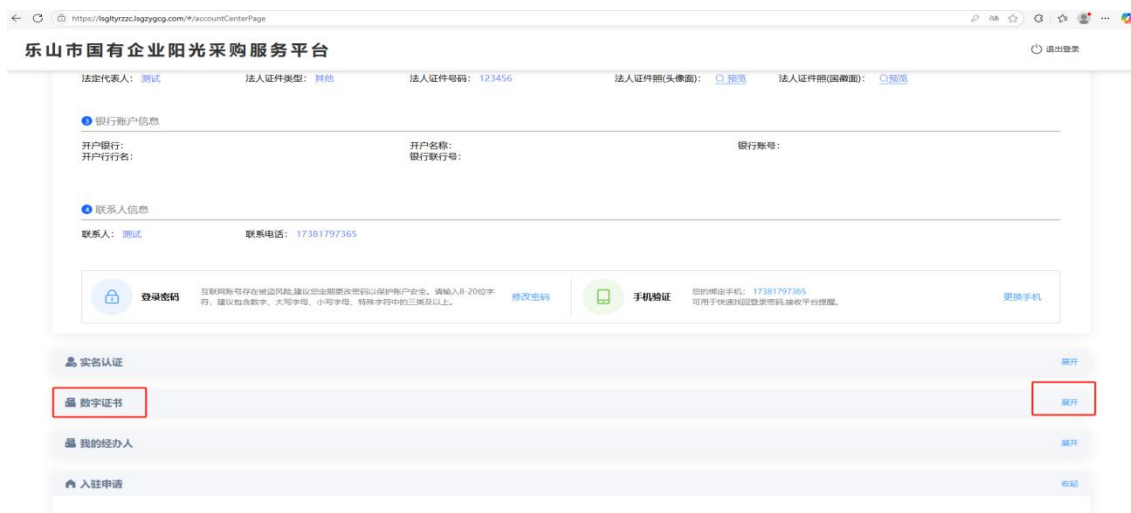 https://lsgltyrzzc.lsgzygcg.com/#/accountCenterPage
乐山市国有企业阳光采购服务平台
退出登录
法定代表人： 测试 法人证件类型： 其他 法人证件号码： 123456 法人证件照(头像面)： 预览 法人证件照(国徽面)： 预览
3 银行账户信息
开户银行： 开户名称： 银行账号：
开户行行名： 银行联行号：
4 联系人信息
联系人： 测试 联系电话： 17381797365
登录密码 互联网账号存在被盗风险,建议您定期更改密码以保护账户安全。请输入8-20位字
符，建议包含数字、大写字母、小写字母、特殊字符中的三类及以上。 修改密码
手机验证 您的绑定手机： 17381797365
可用于快速找回登录密码,接收平台提醒。 更换手机
实名认证 展开
数字证书 展开
我的经办人 展开
入驻申请 收起